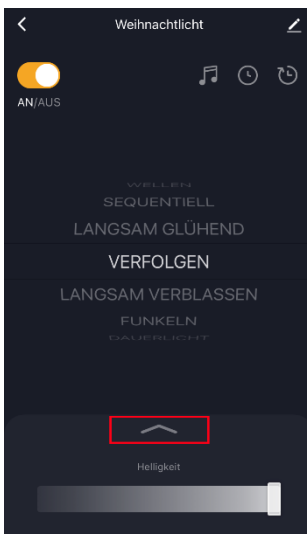 Weihnachtlicht
AN/AUS
WELLEN
SEQUENTIELL
LANGSAM GLÜHEND
VERFOLGEN
LANGSAM VERBLASSEN
FUNKELN
DAUERLICHT
Helligkeit